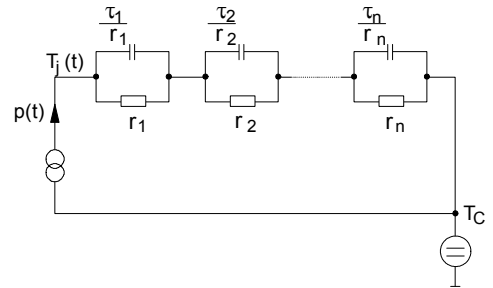 τ1/r1 τ2/r2 τn/rn
Tj (t)
p(t)
r1 r2 rn
TC